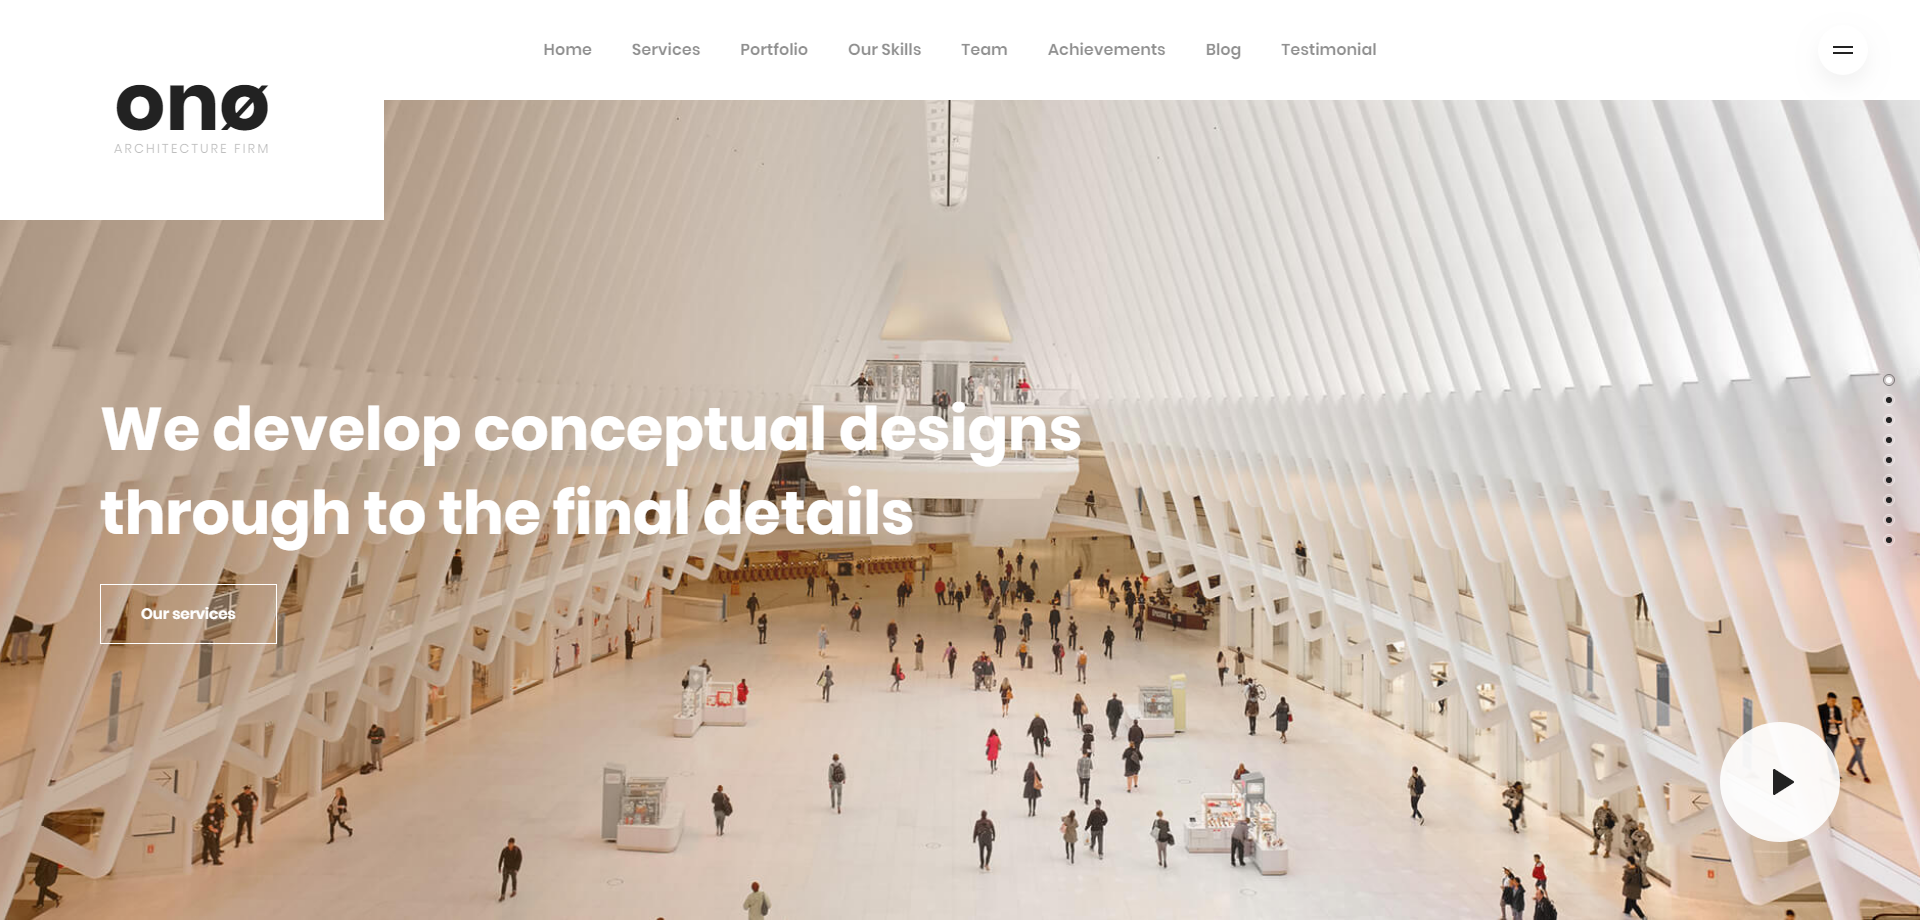 Home Services Portfolio Our Skills Team Achievements Blog Testimonial
onø
ARCHITECTURE FIRM
We develop conceptual designs
through to the final details
Our services